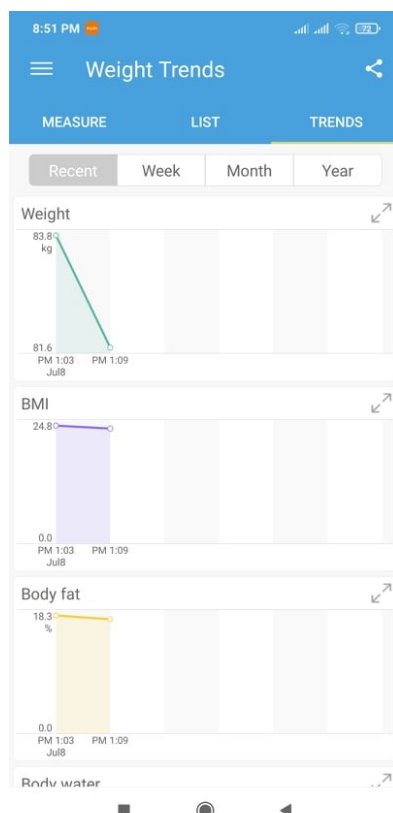 8:51 PM
72
Weight Trends
MEASURE LIST TRENDS
Recent Week Month Year
Weight
83.8
kg
81.6
PM 1:03 PM 1:09
Jul8
BMI
24.8
0.0
PM 1:03 PM 1:09
Jul8
Body fat
18.3
%
0.0
PM 1:03 PM 1:09
Jul8
Body water